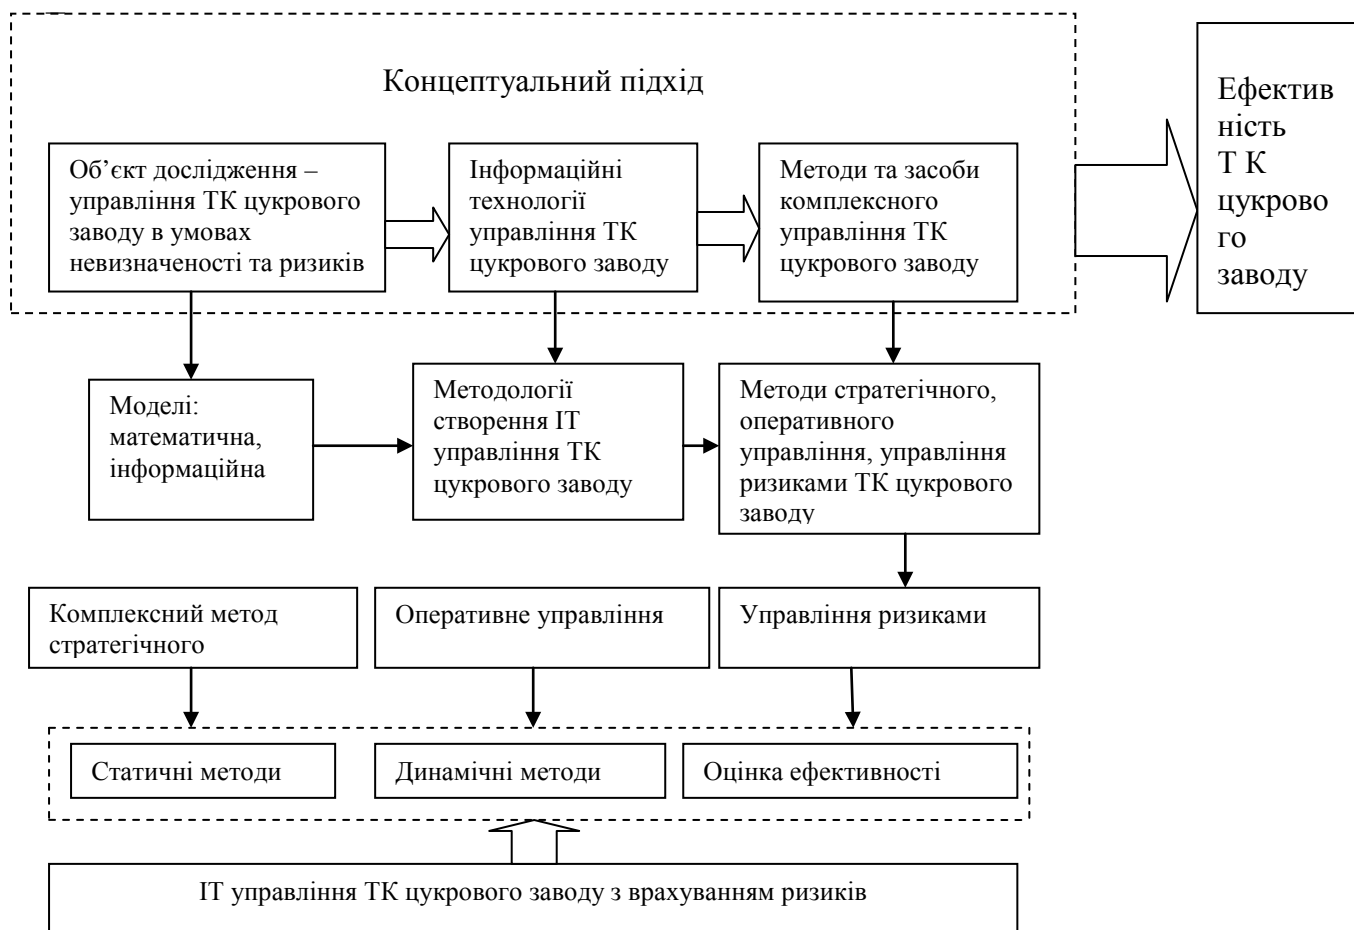 Концептуальний підхід
Об’єкт дослідження –
управління ТК цукрового
заводу в умовах
невизначеності та ризиків
Інформаційні
технології
управління ТК
цукрового заводу
Методи та засоби
комплексного
управління ТК
цукрового заводу
Ефектив
ність
Т К
цукрово
го
заводу
Моделі:
математична,
інформаційна
Методології
створення ІТ
управління ТК
цукрового заводу
Методи стратегічного,
оперативного
управління, управління
ризиками ТК цукрового
заводу
Комплексний метод
стратегічного
Оперативне управління
Управління ризиками
Статичні методи
Динамічні методи
Оцінка ефективності
ІТ управління ТК цукрового заводу з врахуванням ризиків